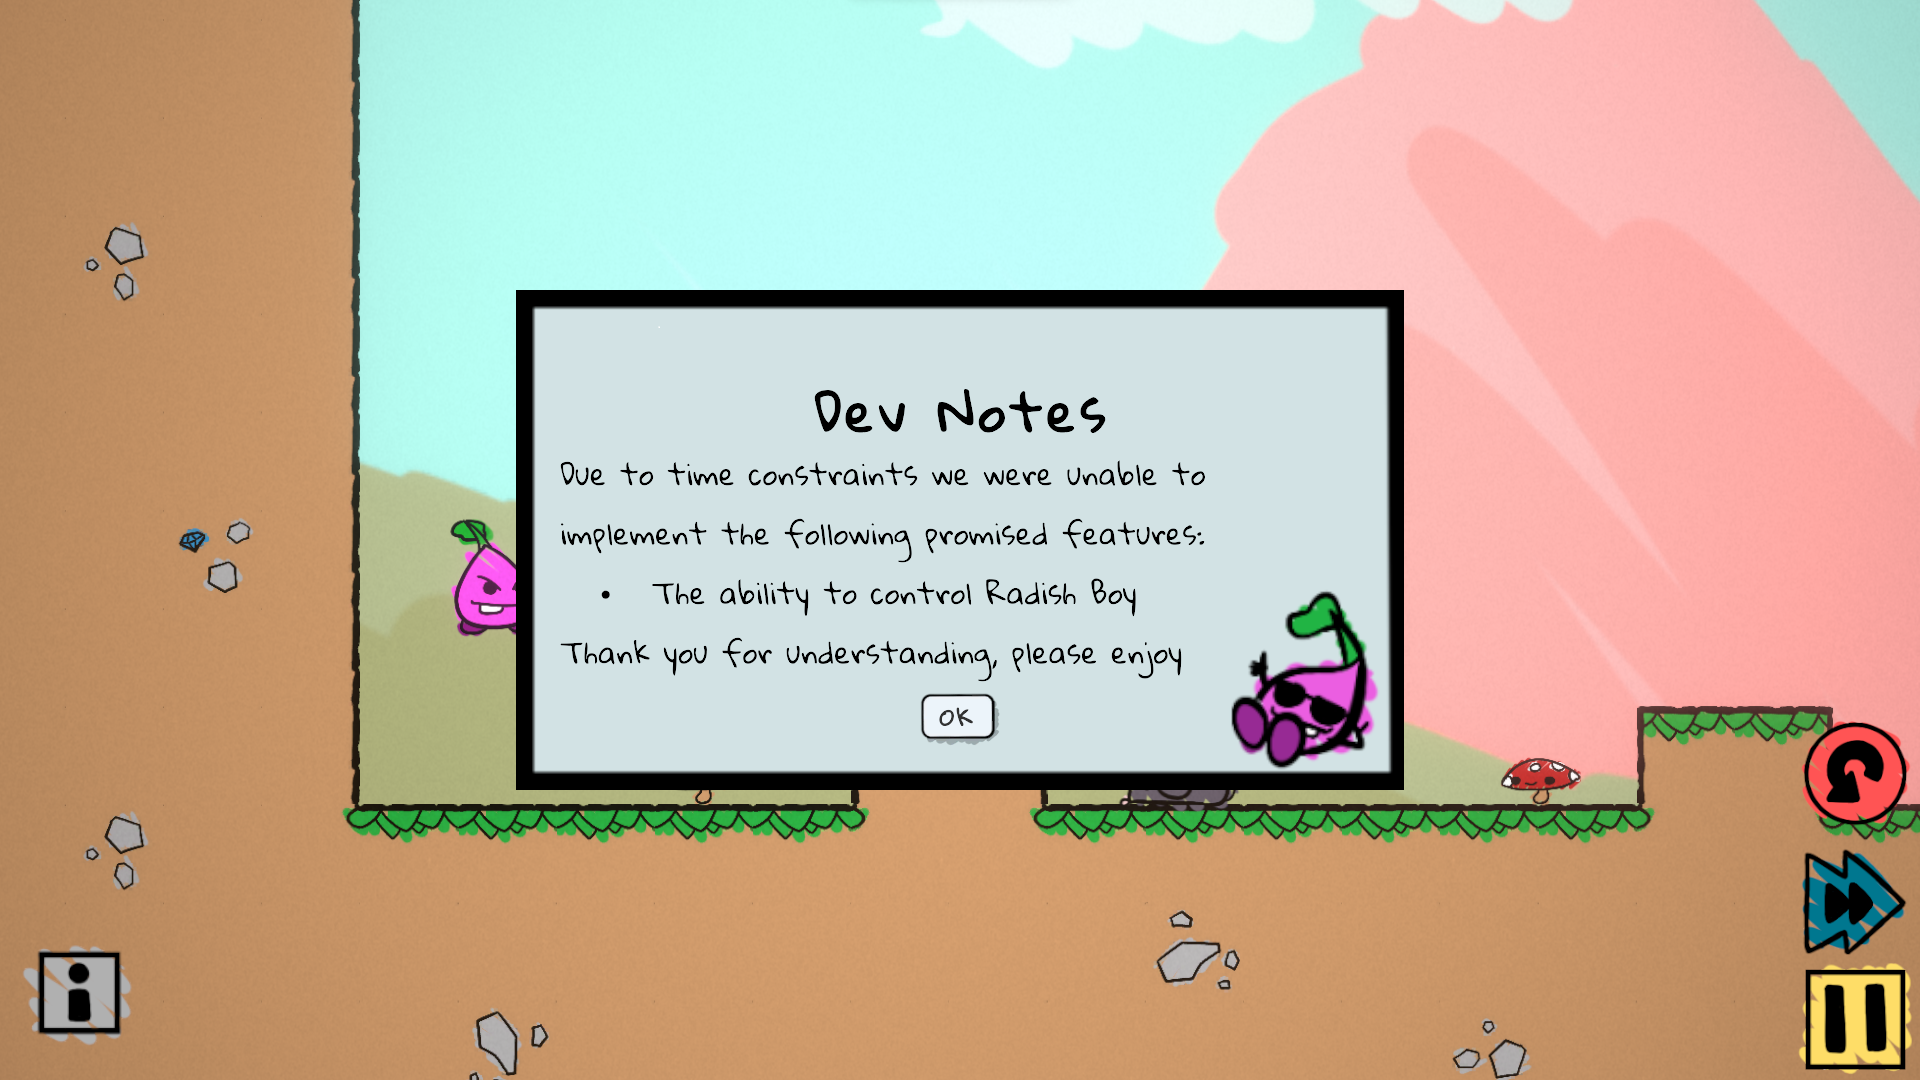 Dev Notes
Due to time constraints we were unable to
implement the following promised features:
• The ability to control Radish Boy
Thank you for understanding, please enjoy
OK